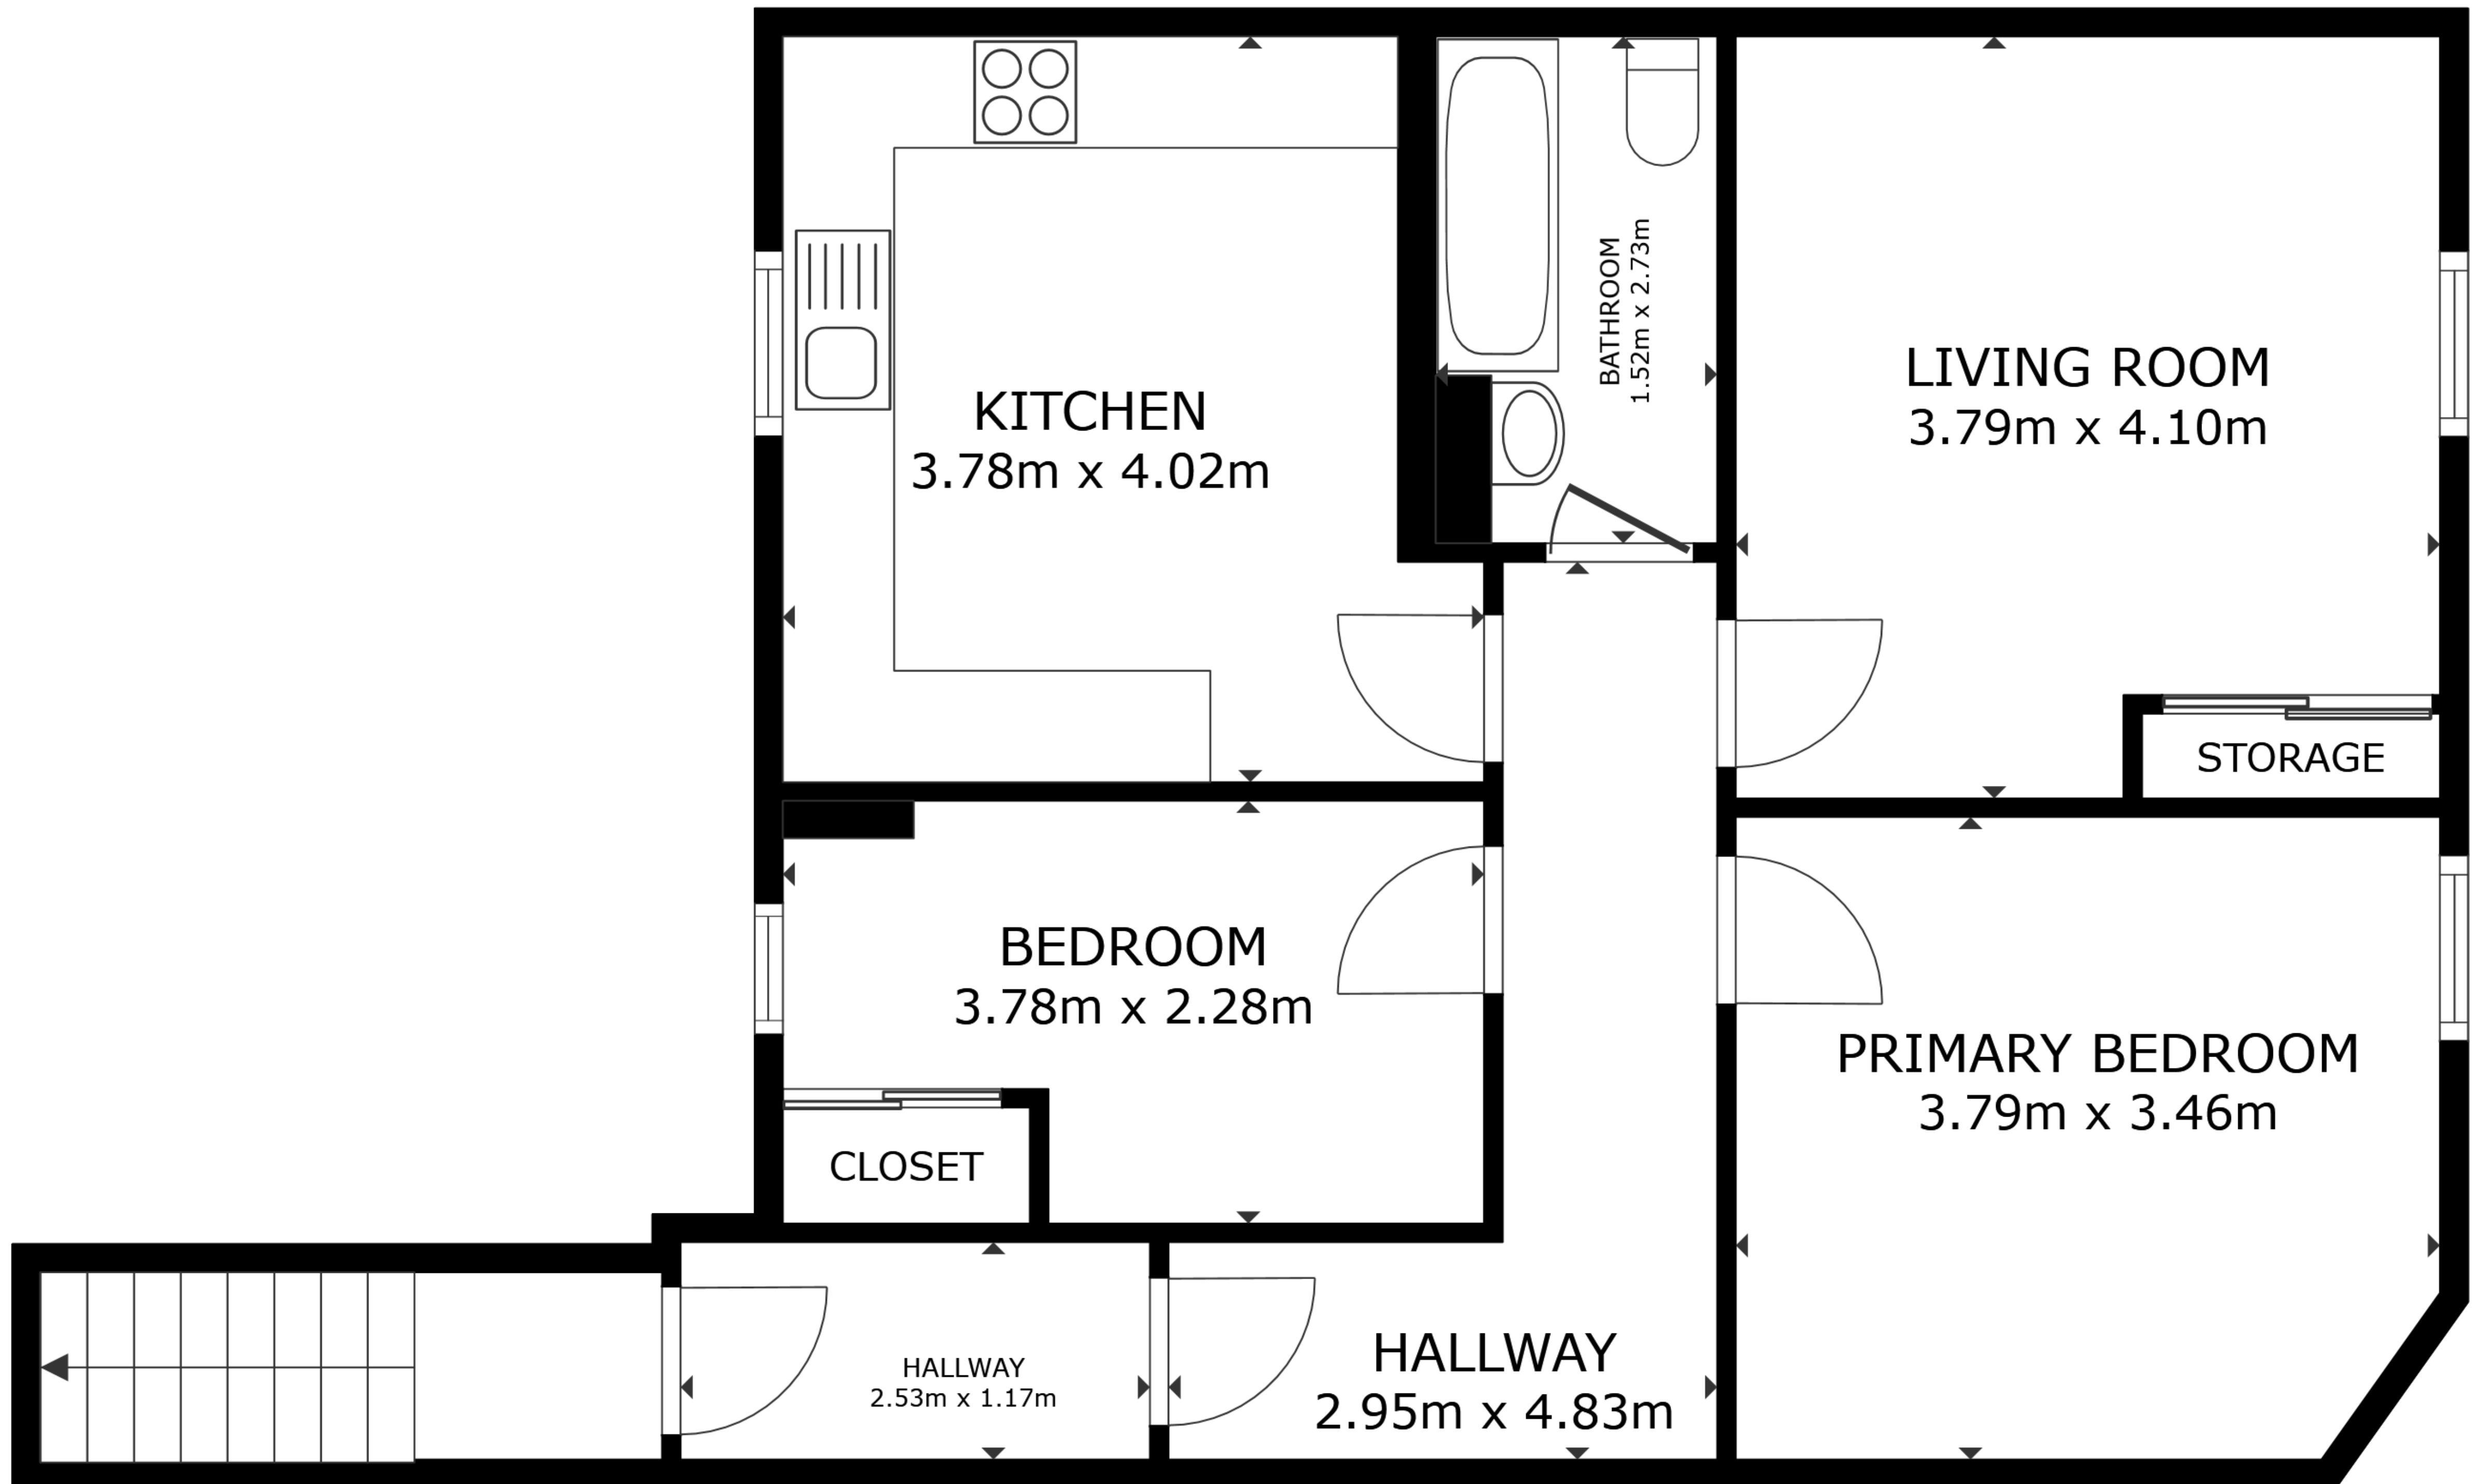 KITCHEN
3.78m x 4.02m
BATHROOM
1.52m x 2.73m
LIVING ROOM
3.79m x 4.10m
STORAGE
BEDROOM
3.78m x 2.28m
CLOSET
PRIMARY BEDROOM
3.79m x 3.46m
HALLWAY
2.53m x 1.17m
HALLWAY
2.95m x 4.83m